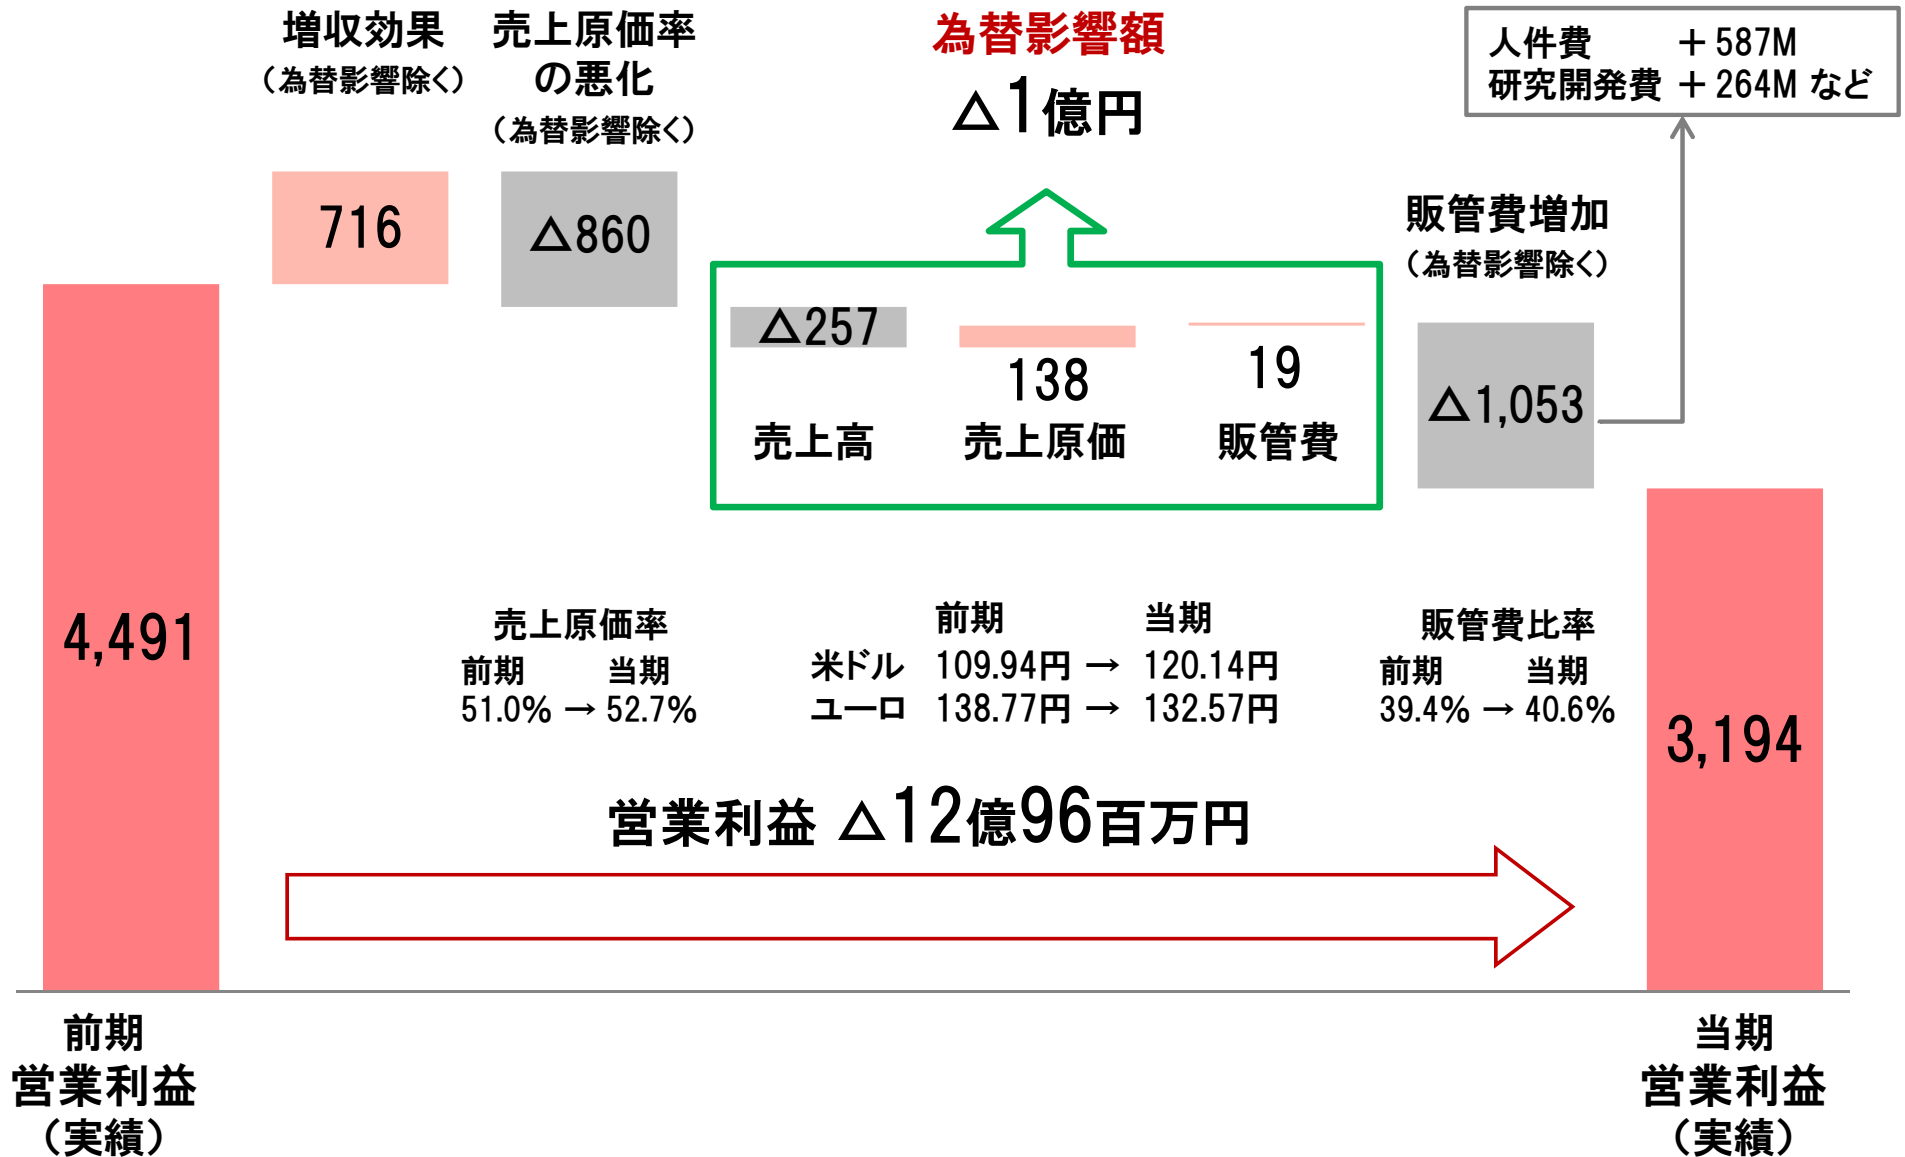 増収効果
（為替影響除く）
売上原価率
の悪化
（為替影響除く）
為替影響額
△1億円
人件費　＋587M
研究開発費＋264M など
716
△860
販管費増加
（為替影響除く）
△257
138
19
売上高
売上原価
販管費
△1,053
4,491
売上原価率
前期　当期
51.0% → 52.7%
前期　当期
米ドル　109.94円 → 120.14円
ユーロ　138.77円 → 132.57円
販管費比率
前期　当期
39.4% → 40.6%
3,194
営業利益 △12億96百万円
前期
営業利益
（実績）
当期
営業利益
（実績）